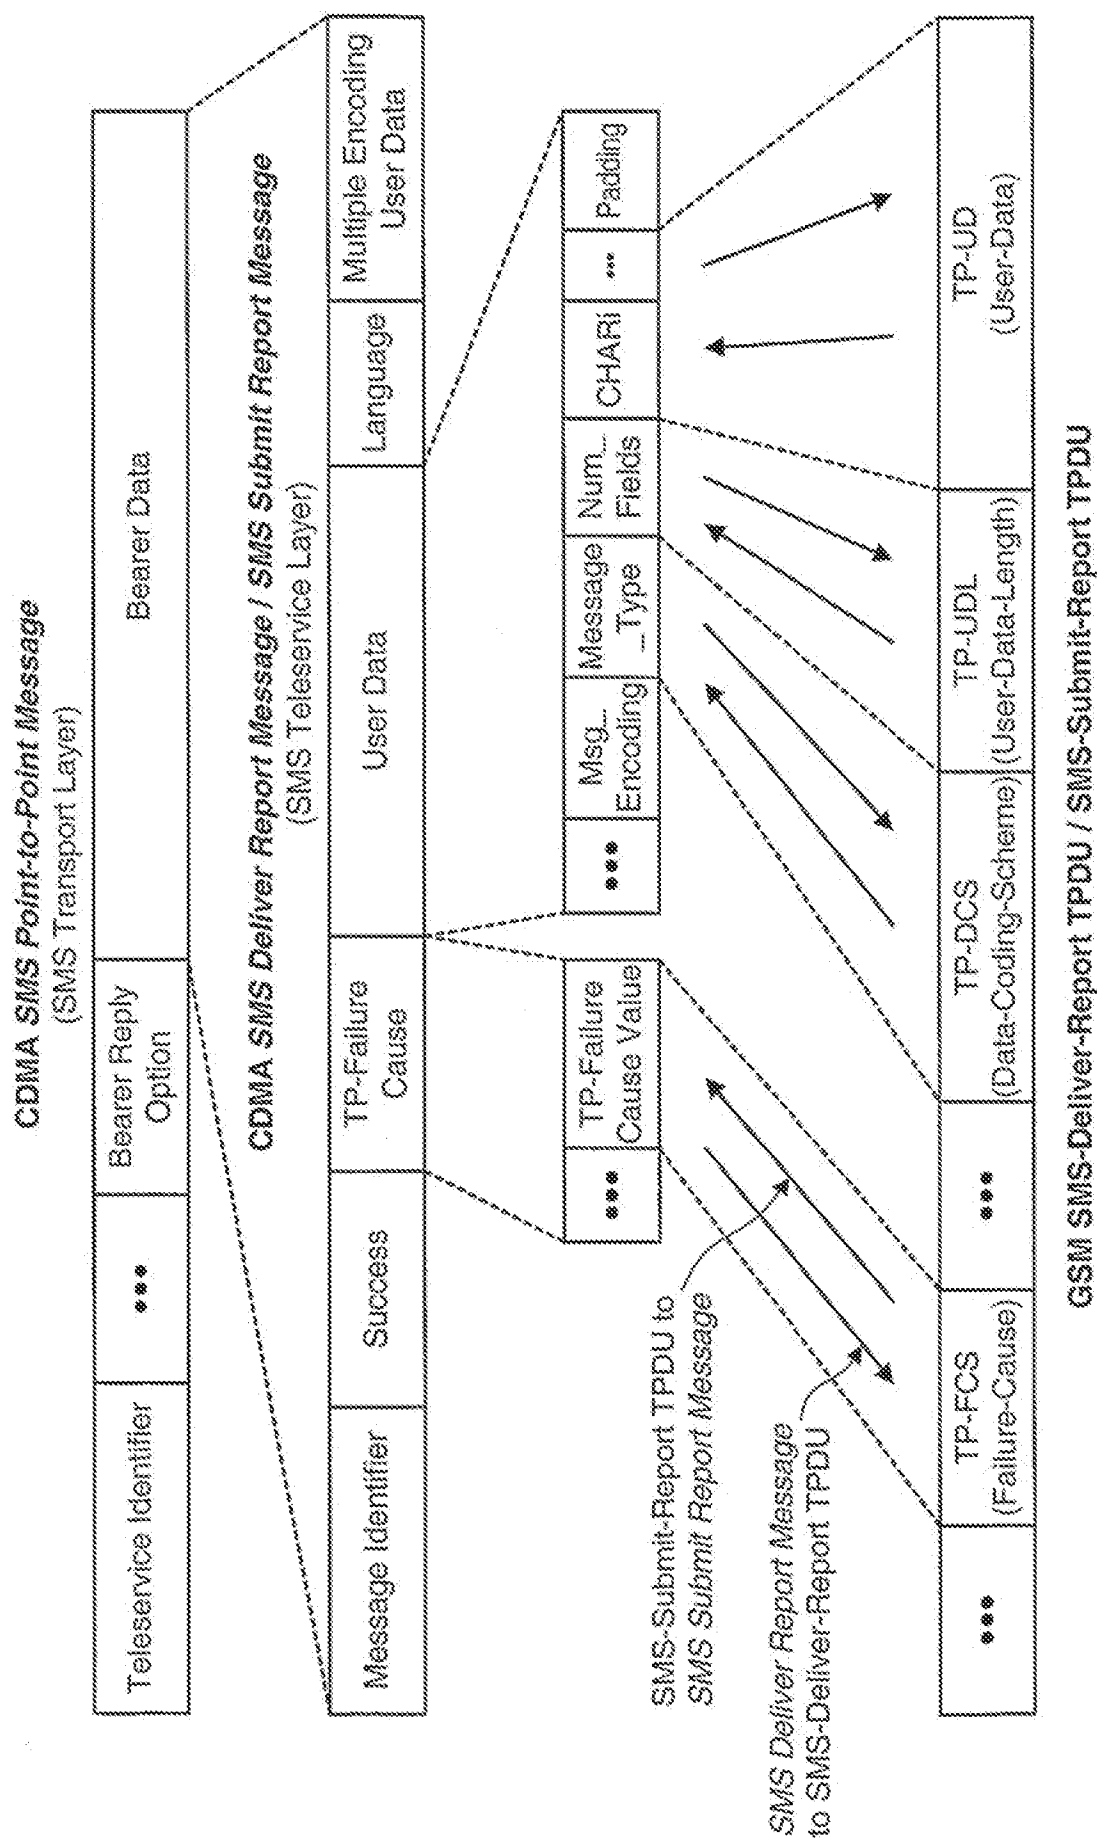 CDMA SMS Point-to-Point Message
(SMS Transport Layer)
Teleservice Identifier
•••
Bearer Reply
Option
Bearer Data
CDMA SMS Deliver Report Message / SMS Submit Report Message
(SMS Teleservice Layer)
Message Identifier
Success
TP-Failure
Cause
User Data
Language
Multiple Encoding
User Data
•••
TP-Failure
Cause Value
•••
Msg_
Encoding
Message
_Type
Num_
Fields
CHARi
•••
Padding
SMS-Submit-Report TPDU to
SMS Submit Report Message
SMS Deliver Report Message
to SMS-Deliver-Report TPDU
•••
TP-FCS
(Failure-Cause)
•••
TP-DCS
(Data-Coding-Scheme)
TP-UDL
(User-Data-Length)
TP-UD
(User-Data)
GSM SMS-Deliver-Report TPDU / SMS-Submit-Report TPDU